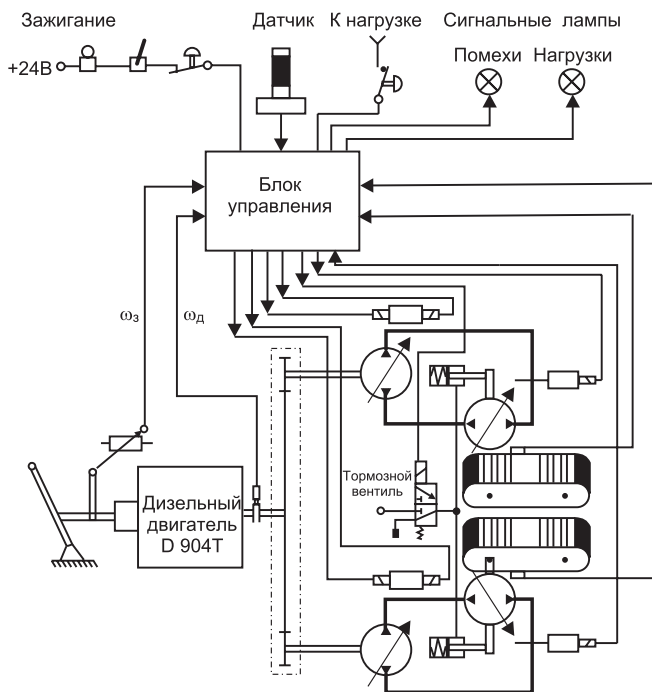 Зажигание
Датчик
К нагрузке
Сигнальные лампы
Помехи Нагрузки
+24В
Блок
управления
ωз
ωд
Тормозной
вентиль
Дизельный
двигатель
D 904T